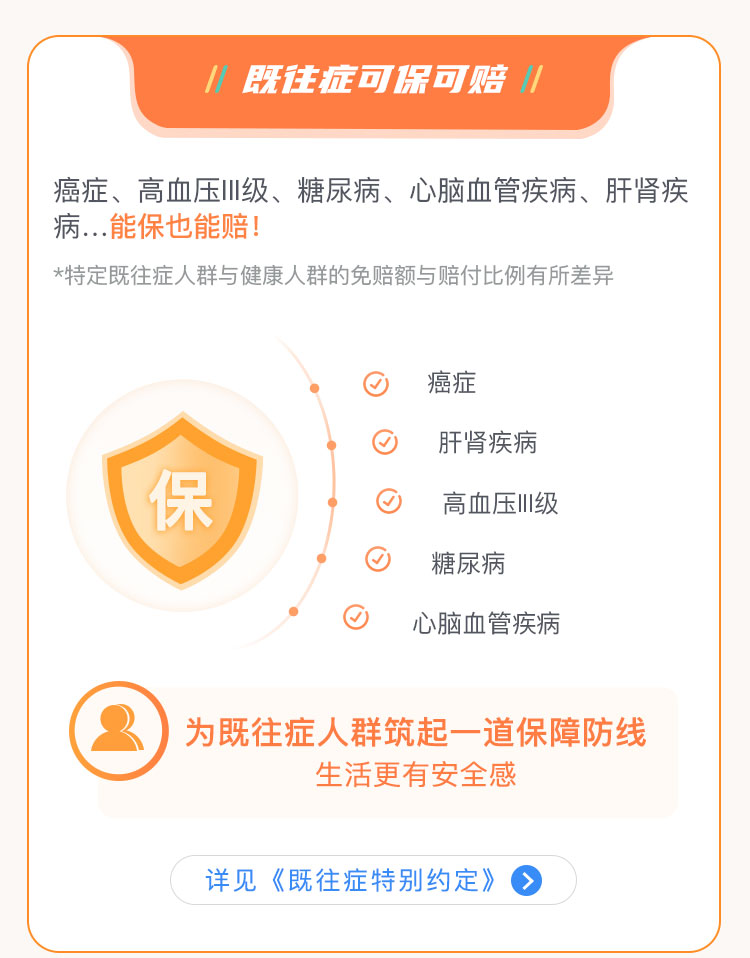 既往症可保可赔
癌症、高血压III级、糖尿病、心脑血管疾病、肝肾疾
病...能保也能赔!
*特定既往症人群与健康人群的免赔额与赔付比例有所差异
癌症
肝肾疾病
高血压III级
糖尿病
心脑血管疾病
保
为既往症人群筑起一道保障防线
生活更有安全感
详见《既往症特别约定》